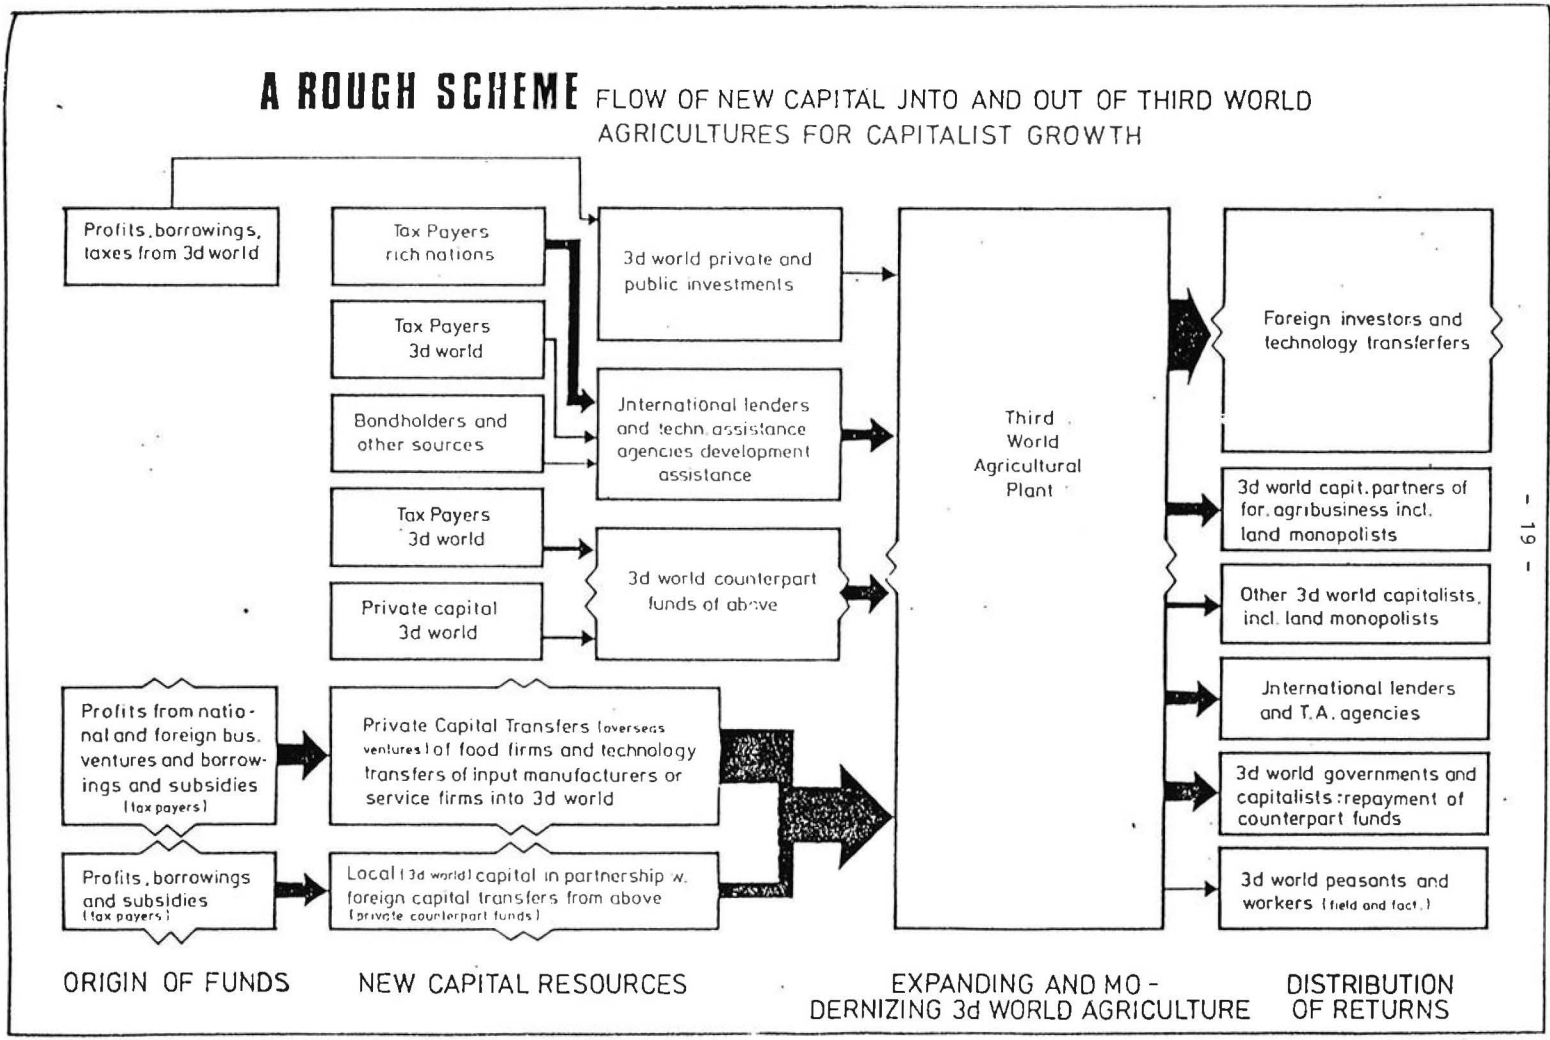 A ROUGH SCHEME FLOW OF NEW CAPITAL JNTO AND OUT OF THIRD WORLD
AGRICULTURES FOR CAPITALIST GROWTH
Profits, borrowings,
taxes from 3d world
Tax Payers
rich nations
Tax Payers
3d world
Bondholders and
other sources
Tax Payers
3d world
Private capital
3d world
3d world private and
public investments
Jnternational lenders
and techn. assistance
agencies development
assistance
3d world counterpart
funds of above
Profits from natio-
nal and foreign bus.
ventures and borrow-
ings and subsidies
(tax payers)
Private Capital Transfers (overseas
ventures) of food firms and technology
transfers of input manufacturers or
service firms into 3d world
Profits, borrowings
and subsidies
(tax payers)
Local (3d world) capital in partnership w.
foreign capital transfers from above
(private counterpart funds)
Third
World
Agricultural
Plant
Foreign investors and
technology transferfers
3d world capit. partners of
for. agribusiness incl.
land monopolists
Other 3d world capitalists,
incl. land monopolists
Jnternational lenders
and T.A. agencies
3d world governments and
capitalists: repayment of
counterpart funds
3d world peasants and
workers (field and fact.)
ORIGIN OF FUNDS
NEW CAPITAL RESOURCES
EXPANDING AND MO-
DERNIZING 3d WORLD AGRICULTURE
DISTRIBUTION
OF RETURNS
- 19 -